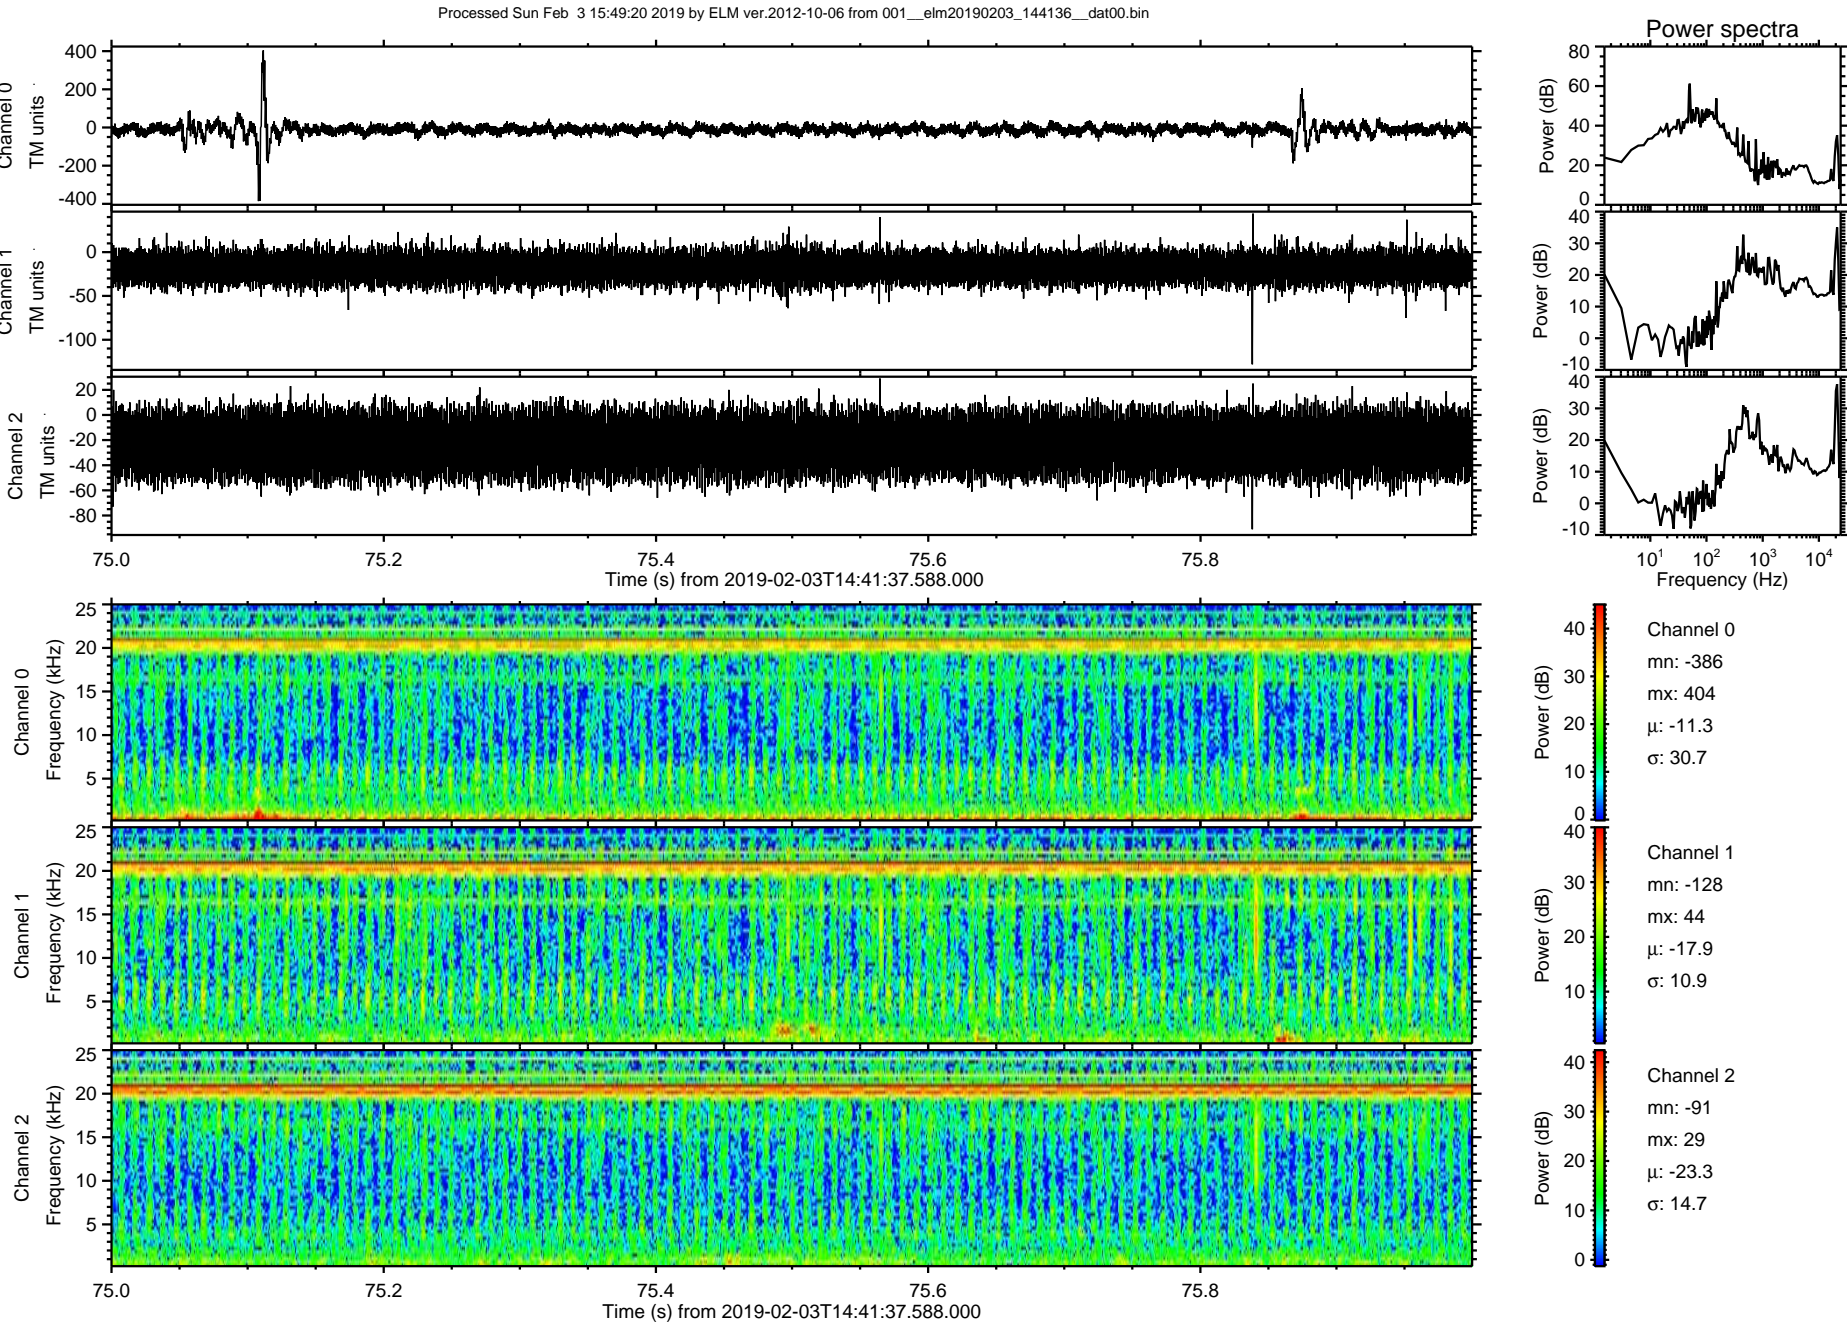 Processed Sun Feb  3 15:49:20 2019 by ELM ver.2012-10-06 from 001__elm20190203_144136__dat00.bin
Power spectra
Channel 0
TM units
400
200
0
-200
-400
Power (dB)
80
60
40
20
0
Channel 1
TM units
0
-50
-100
Power (dB)
40
30
20
10
0
-10
Channel 2
TM units
20
0
-20
-40
-60
-80
Power (dB)
40
30
20
10
0
-10
75.0 75.2 75.4 75.6 75.8
Time (s) from 2019-02-03T14:41:37.588.000
10¹ 10² 10³ 10⁴
Frequency (Hz)
Channel 0
Frequency (kHz)
25
20
15
10
5
Power (dB)
40
30
20
10
0
Channel 0
mn: -386
mx: 404
μ: -11.3
σ: 30.7
Channel 1
Frequency (kHz)
25
20
15
10
5
Power (dB)
40
30
20
10
Channel 1
mn: -128
mx: 44
μ: -17.9
σ: 10.9
Channel 2
Frequency (kHz)
25
20
15
10
5
Power (dB)
40
30
20
10
0
Channel 2
mn: -91
mx: 29
μ: -23.3
σ: 14.7
75.0 75.2 75.4 75.6 75.8
Time (s) from 2019-02-03T14:41:37.588.000